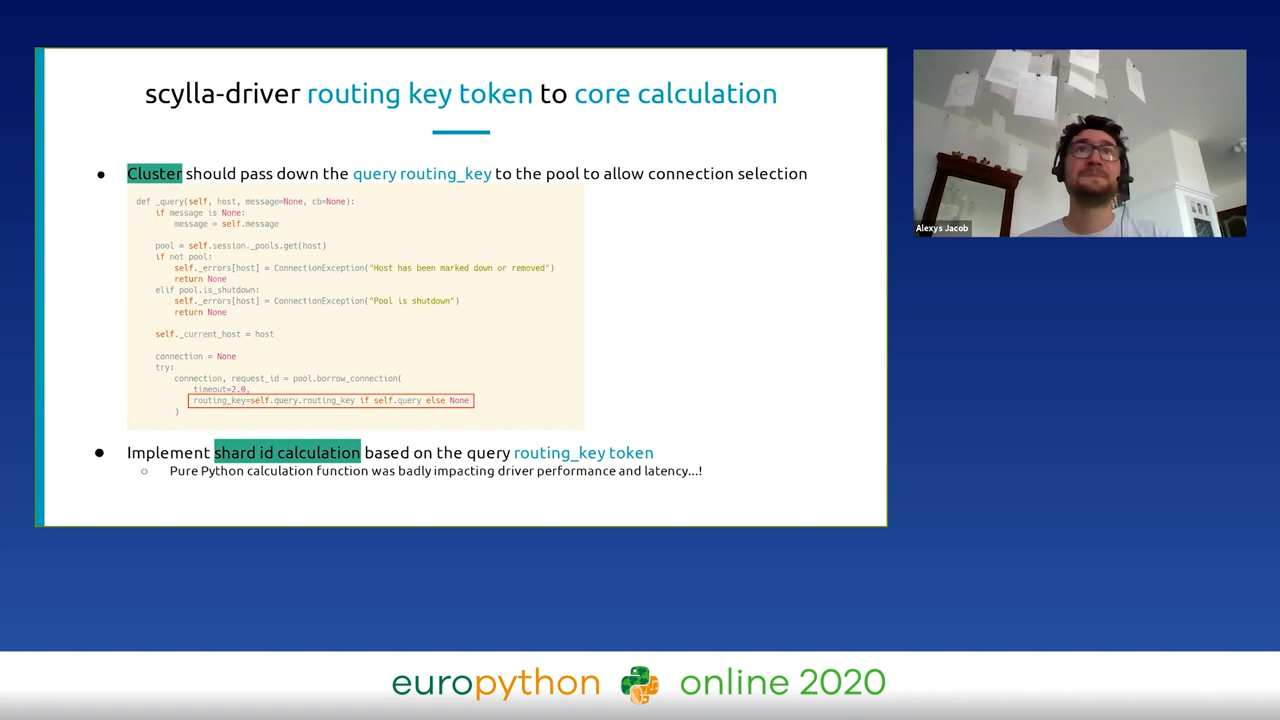 scylla-driver routing key token to core calculation
● Cluster should pass down the query routing_key to the pool to allow connection selection
def _query(self, host, message=None, cb=None):
if message is None:
message = self.message
pool = self.session._pools.get(host)
if not pool:
self._errors[host] = ConnectionException("Host has been marked down or removed")
return None
elif pool.is_shutdown:
self._errors[host] = ConnectionException("Pool is shutdown")
return None
self._current_host = host
connection = None
try:
connection, request_id = pool.borrow_connection(
timeout=2.0,
routing_key=self.query.routing_key if self.query else None
)
● Implement shard id calculation based on the query routing_key token
○ Pure Python calculation function was badly impacting driver performance and latency...!
Alexys Jacob
europython online 2020